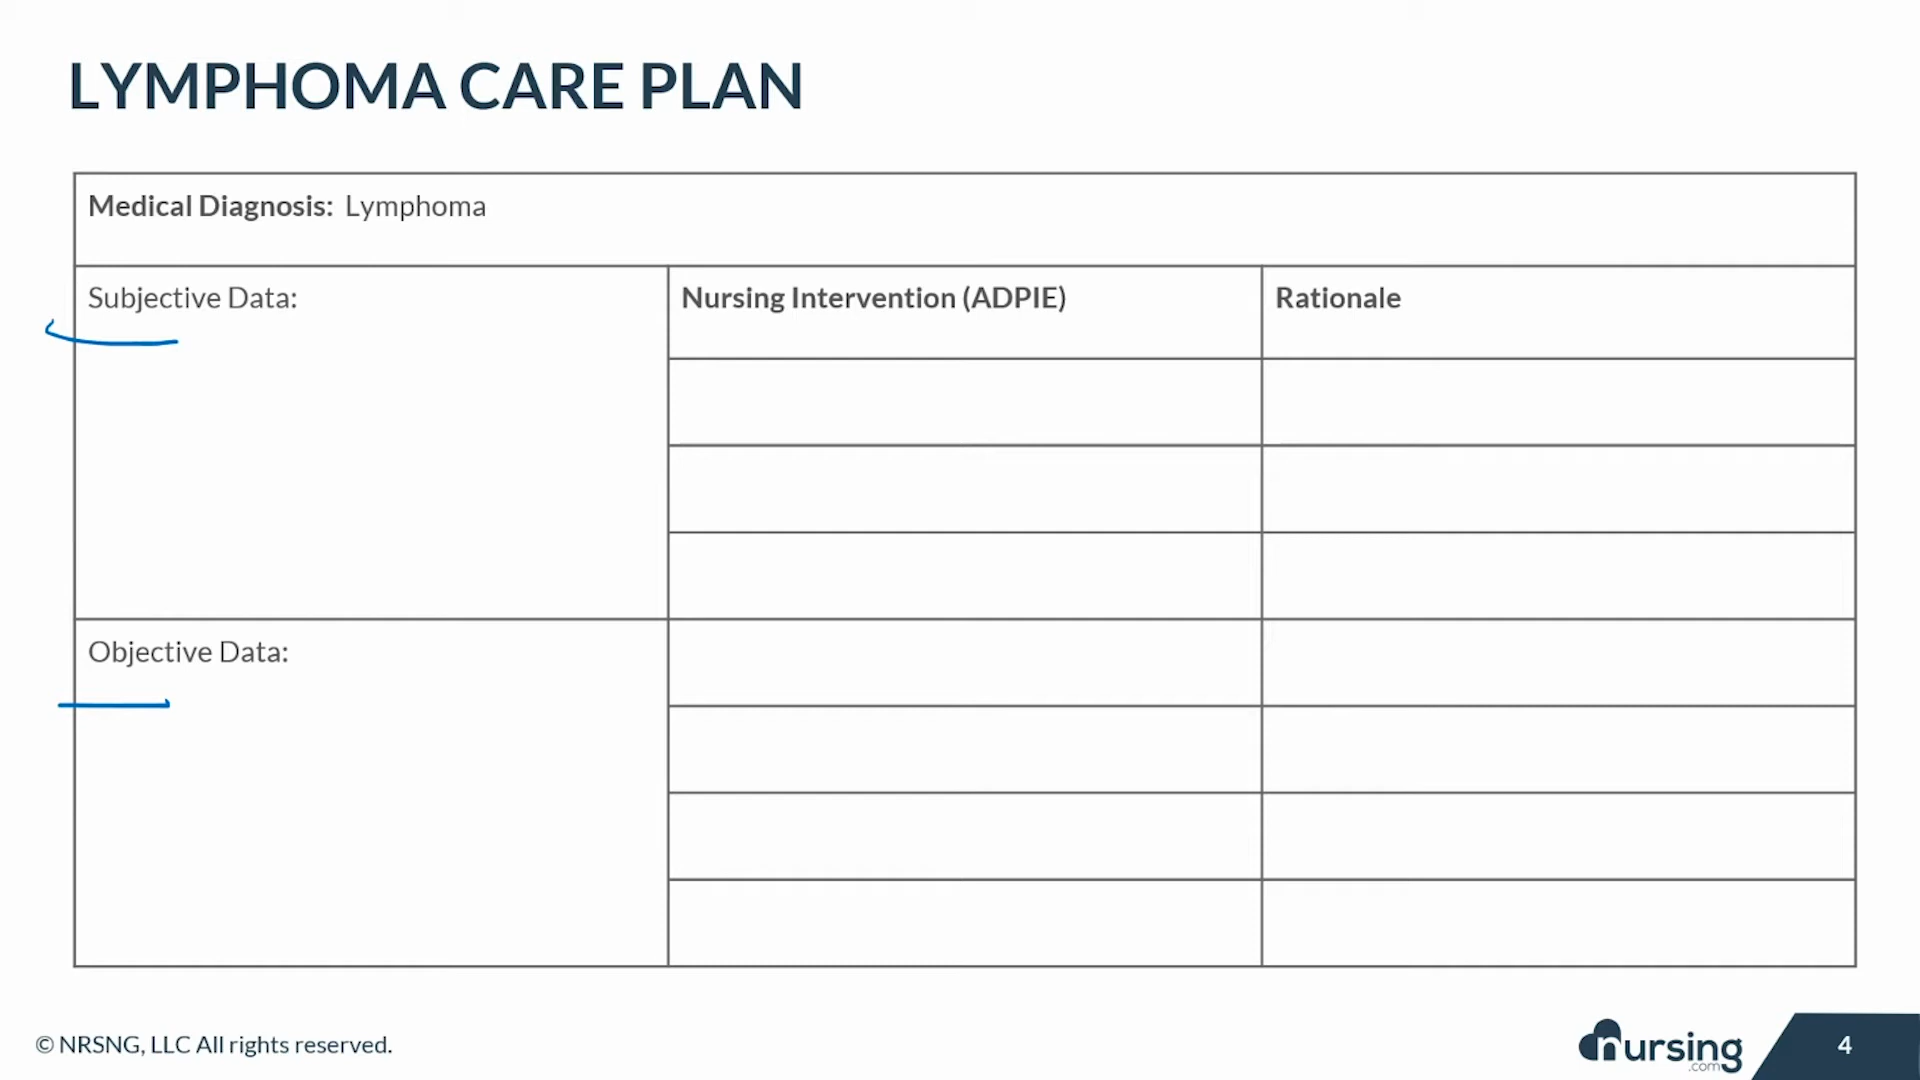 LYMPHOMA CARE PLAN
Medical Diagnosis: Lymphoma
Subjective Data:
Nursing Intervention (ADPIE)
Rationale
Objective Data:
© NRSNG, LLC All rights reserved.
nursing
.com
4